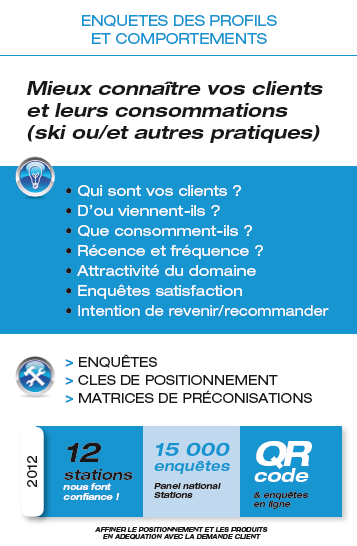 ENQUETES DES PROFILS
ET COMPORTEMENTS
Mieux connaître vos clients
et leurs consommations
(ski ou/et autres pratiques)
• Qui sont vos clients ?
• D'ou viennent-ils ?
• Que consomment-ils ?
• Récence et fréquence ?
• Attractivité du domaine
• Enquêtes satisfaction
• Intention de revenir/recommander
> ENQUÊTES
> CLES DE POSITIONNEMENT
> MATRICES DE PRÉCONISATIONS
2012
12
stations
nous font
confiance !
15 000
enquêtes
Panel national
Stations
QR
code
& enquêtes
en ligne
AFFINER LE POSITIONNEMENT ET LES PRODUITS
EN ADEQUATION AVEC LA DEMANDE CLIENT